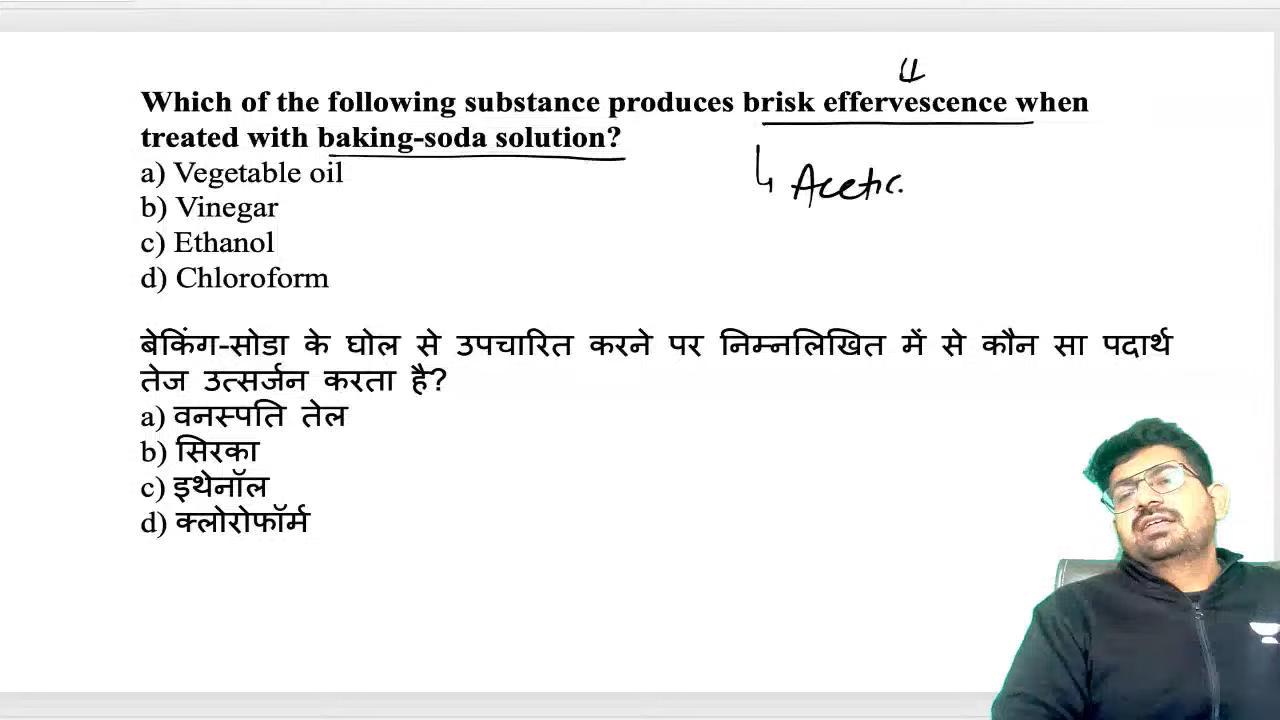 Which of the following substance produces brisk effervescence when
treated with baking-soda solution?
Acetic
a) Vegetable oil
b) Vinegar
c) Ethanol
d) Chloroform
बेकिंग-सोडा के घोल से उपचारित करने पर निम्नलिखित में से कौन सा पदार्थ
तेज उत्सर्जन करता है?
a) वनस्पति तेल
b) सिरका
c) इथेनॉल
d) क्लोरोफॉर्म